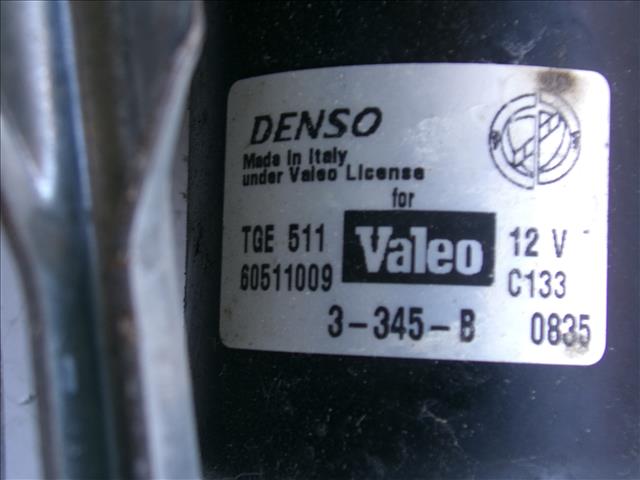 DENSO
Made in Italy
under Valeo License
for
TGE 511 Valeo 12 V
60511009 C133
3-345-B 0835